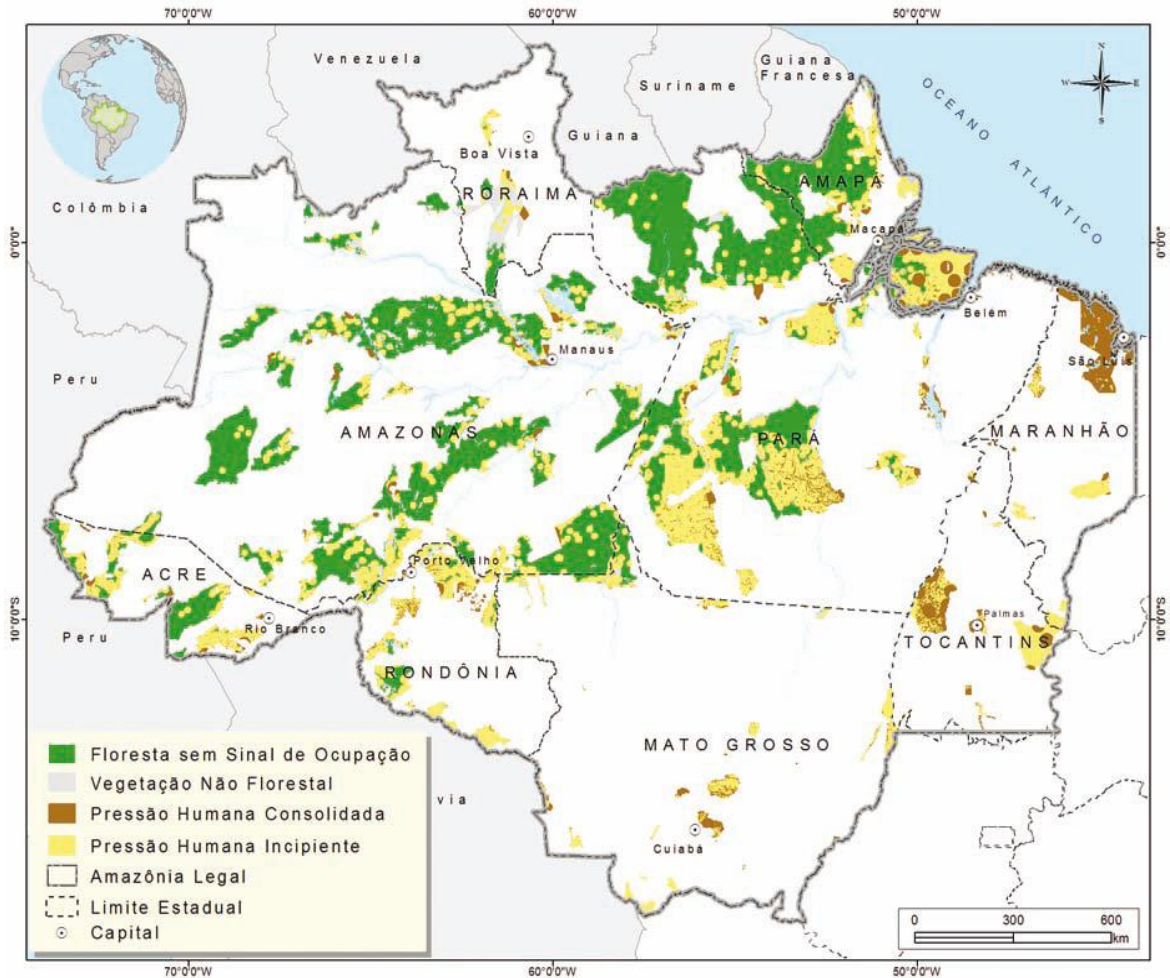 70°0'0"W
60°0'0"W
50°0'0"W
Venezuela
Guiana
Francesa
Suriname
Guiana
Colômbia
Boa Vista
RORAIMA
AMAPÁ
Macapá
OCEANO ATLÂNTICO
N
W
E
S
0°0'0"
0°0'0"
Belém
São Luis
Manaus
Peru
AMAZONAS
PARÁ
MARANHÃO
Porto Velho
ACRE
Rio Branco
Peru
10°0'0"S
10°0'0"S
Palmas
TOCANTINS
RONDÔNIA
MATO GROSSO
via
Cuiabá
Floresta sem Sinal de Ocupação
Vegetação Não Florestal
Pressão Humana Consolidada
Pressão Humana Incipiente
Amazônia Legal
Limite Estadual
Capital
0 300 600
km
70°0'0"W
60°0'0"W
50°0'0"W